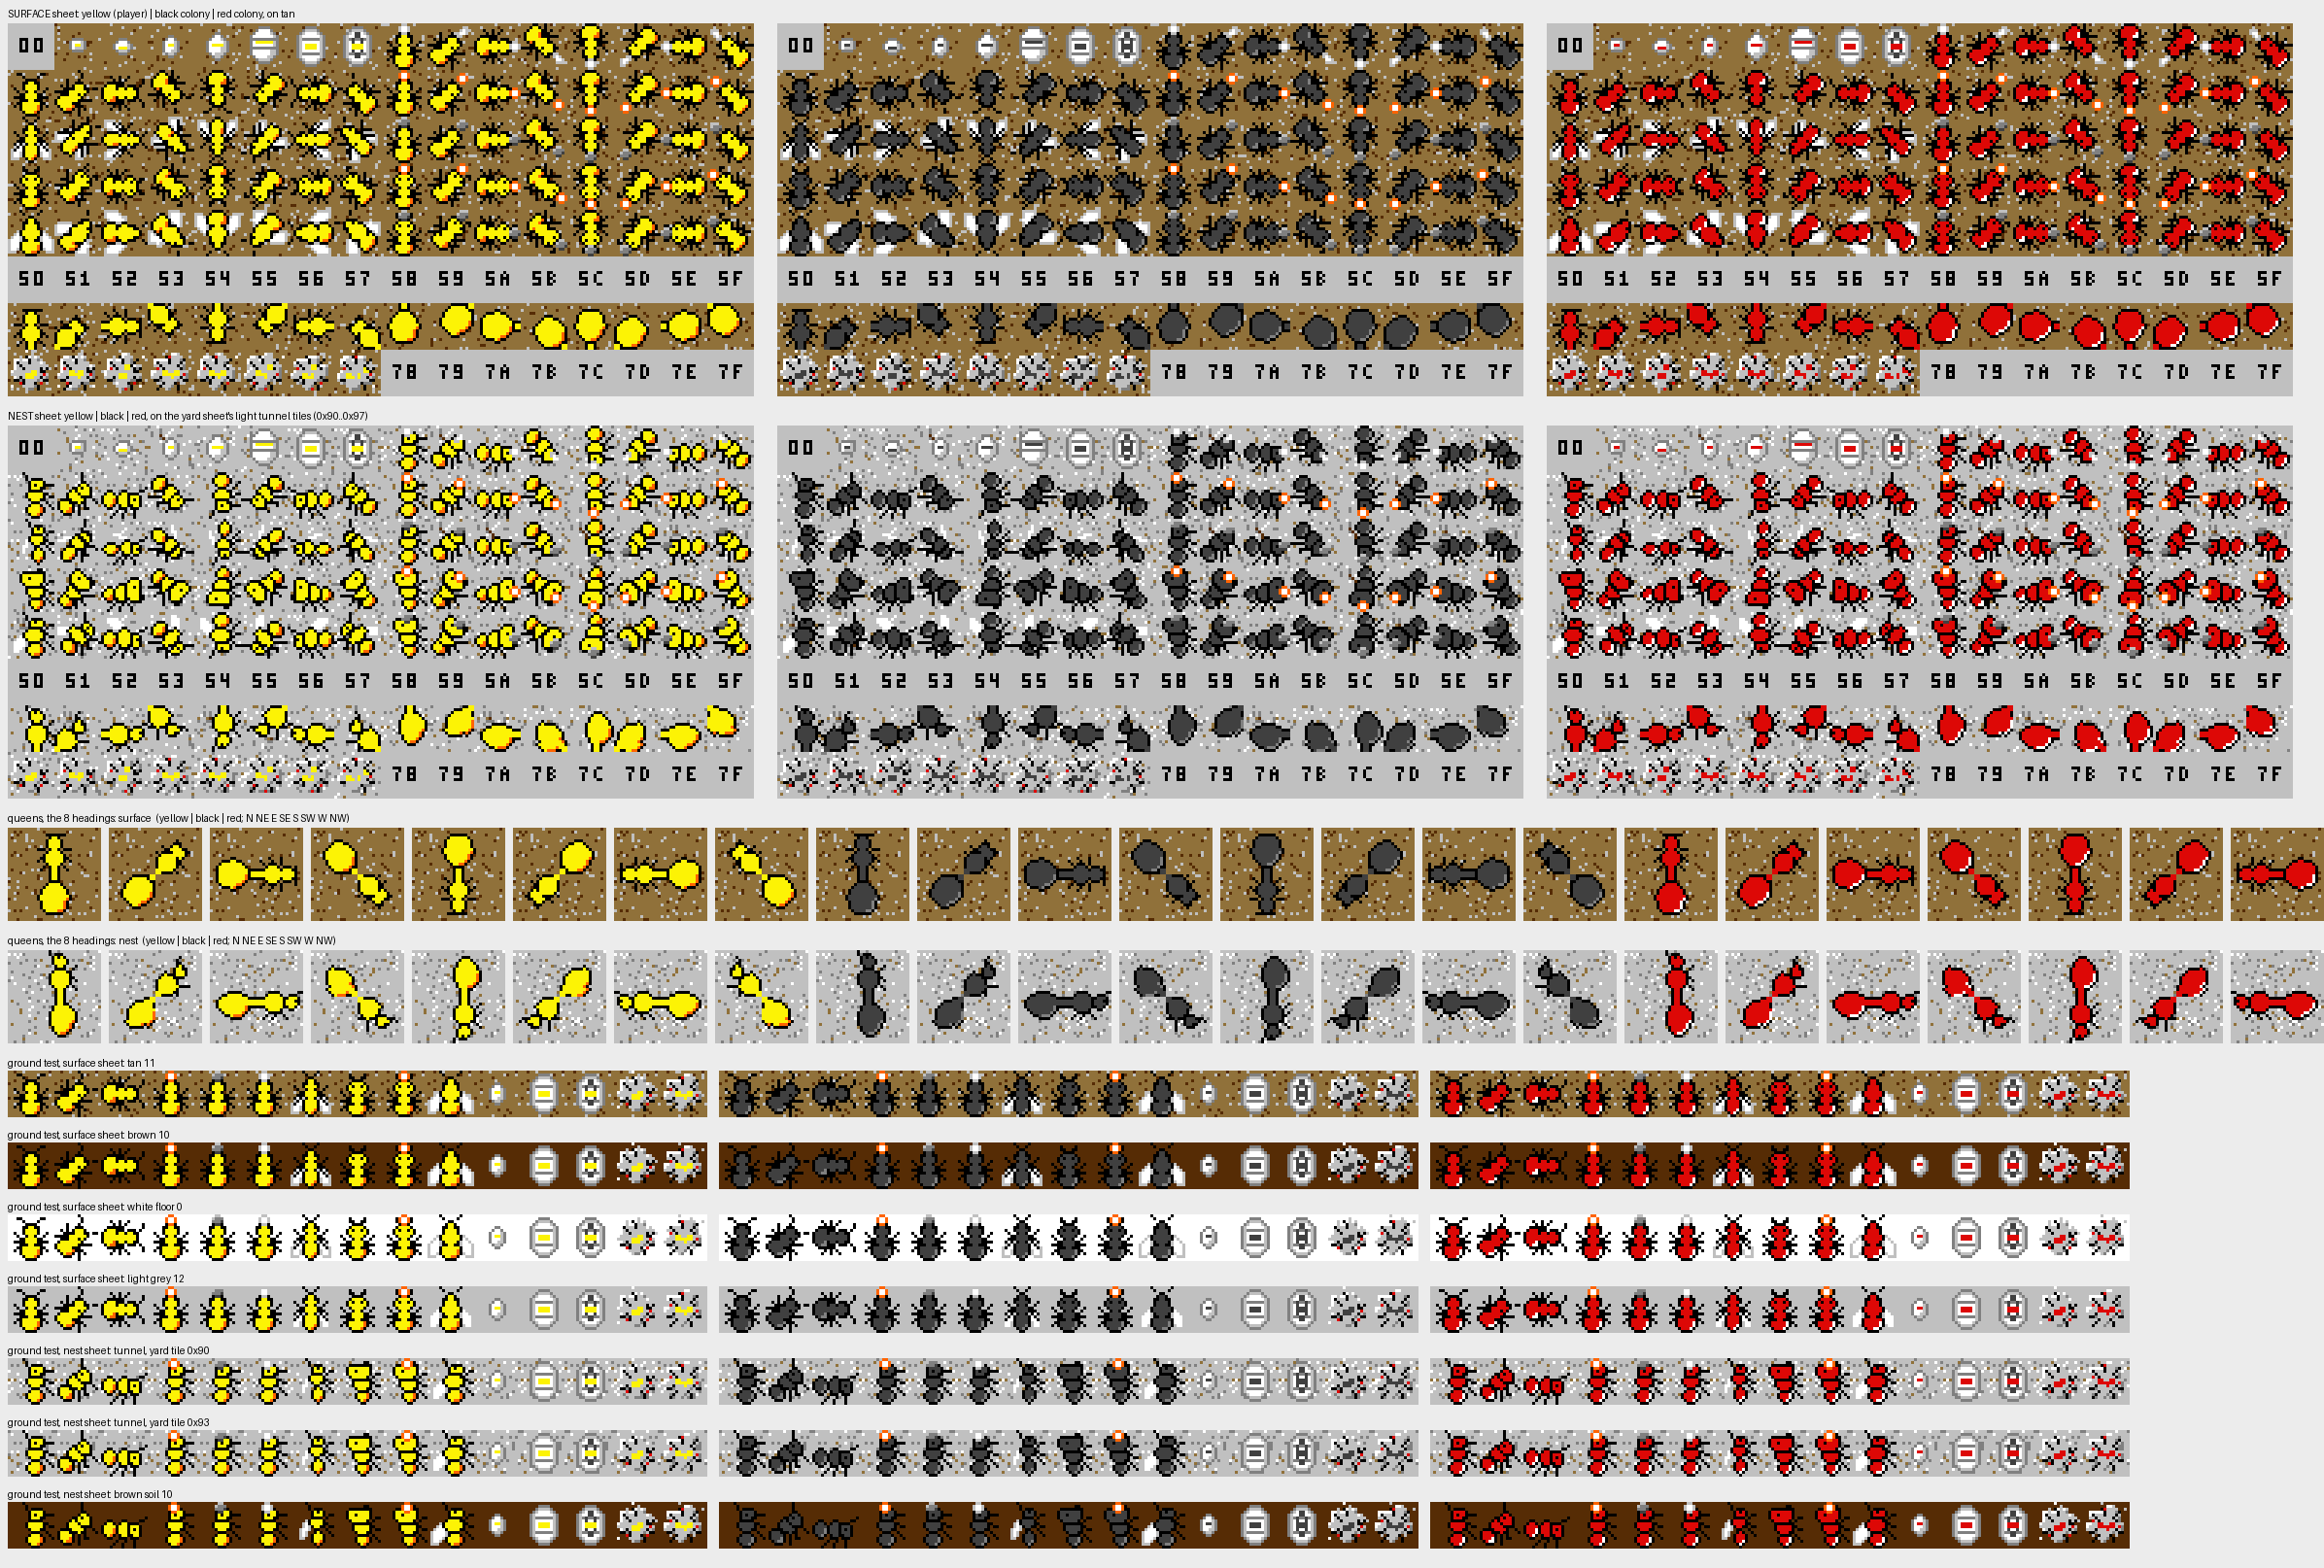 SURFACE sheet: yellow (player) | black colony | red colony, on tan
00 00 00
50 51 52 53 54 55 56 57 58 59 5A 5B 5C 5D 5E 5F 50 51 52 53 54 55 56 57 58 59 5A 5B 5C 5D 5E 5F 50 51 52 53 54 55 56 57 58 59 5A 5B 5C 5D 5E 5F
78 79 7A 7B 7C 7D 7E 7F 78 79 7A 7B 7C 7D 7E 7F 78 79 7A 7B 7C 7D 7E 7F
NEST sheet: yellow | black | red, on the yard sheet's light tunnel tiles (0x90..0x97)
00 00 00
50 51 52 53 54 55 56 57 58 59 5A 5B 5C 5D 5E 5F 50 51 52 53 54 55 56 57 58 59 5A 5B 5C 5D 5E 5F 50 51 52 53 54 55 56 57 58 59 5A 5B 5C 5D 5E 5F
78 79 7A 7B 7C 7D 7E 7F 78 79 7A 7B 7C 7D 7E 7F 78 79 7A 7B 7C 7D 7E 7F
queens, the 8 headings: surface (yellow | black | red; N NE E SE S SW W NW)
queens, the 8 headings: nest (yellow | black | red; N NE E SE S SW W NW)
ground test, surface sheet: tan 11
ground test, surface sheet: brown 10
ground test, surface sheet: white floor 0
ground test, surface sheet: light grey 12
ground test, nest sheet: tunnel, yard tile 0x90
ground test, nest sheet: tunnel, yard tile 0x93
ground test, nest sheet: brown soil 10